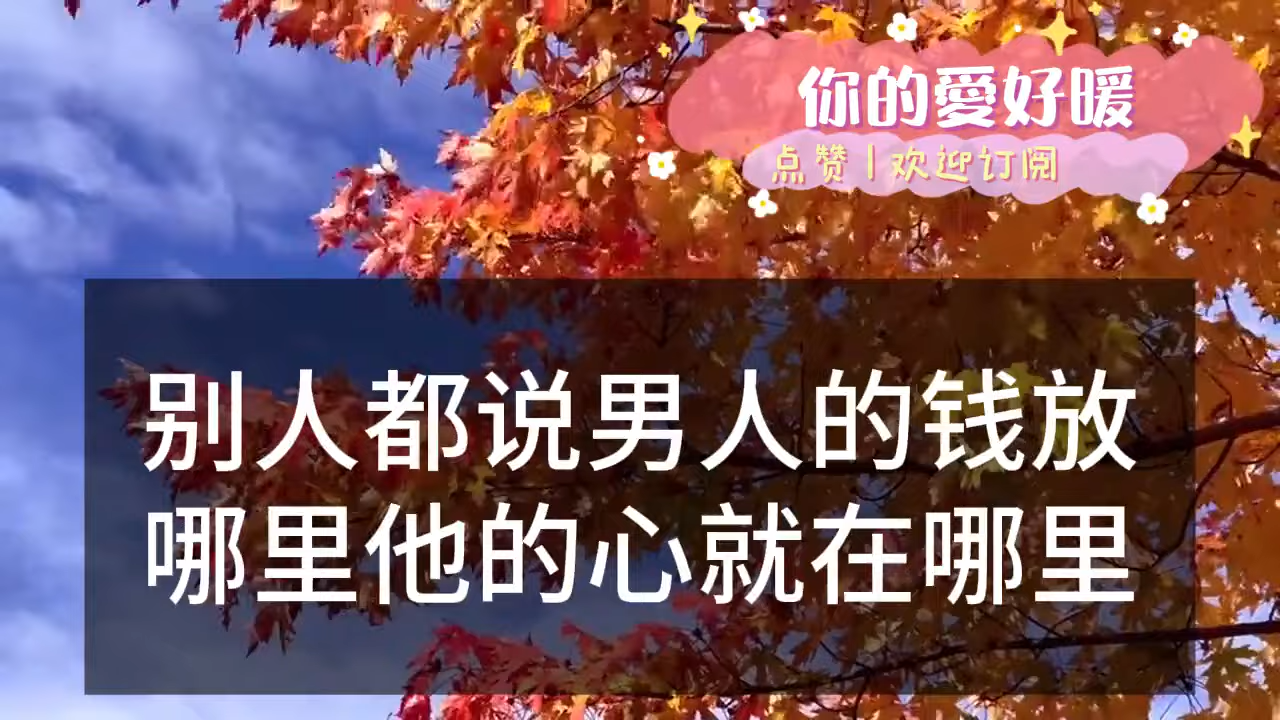 你的愛好暖
点赞 | 欢迎订阅
别人都说男人的钱放
哪里他的心就在哪里